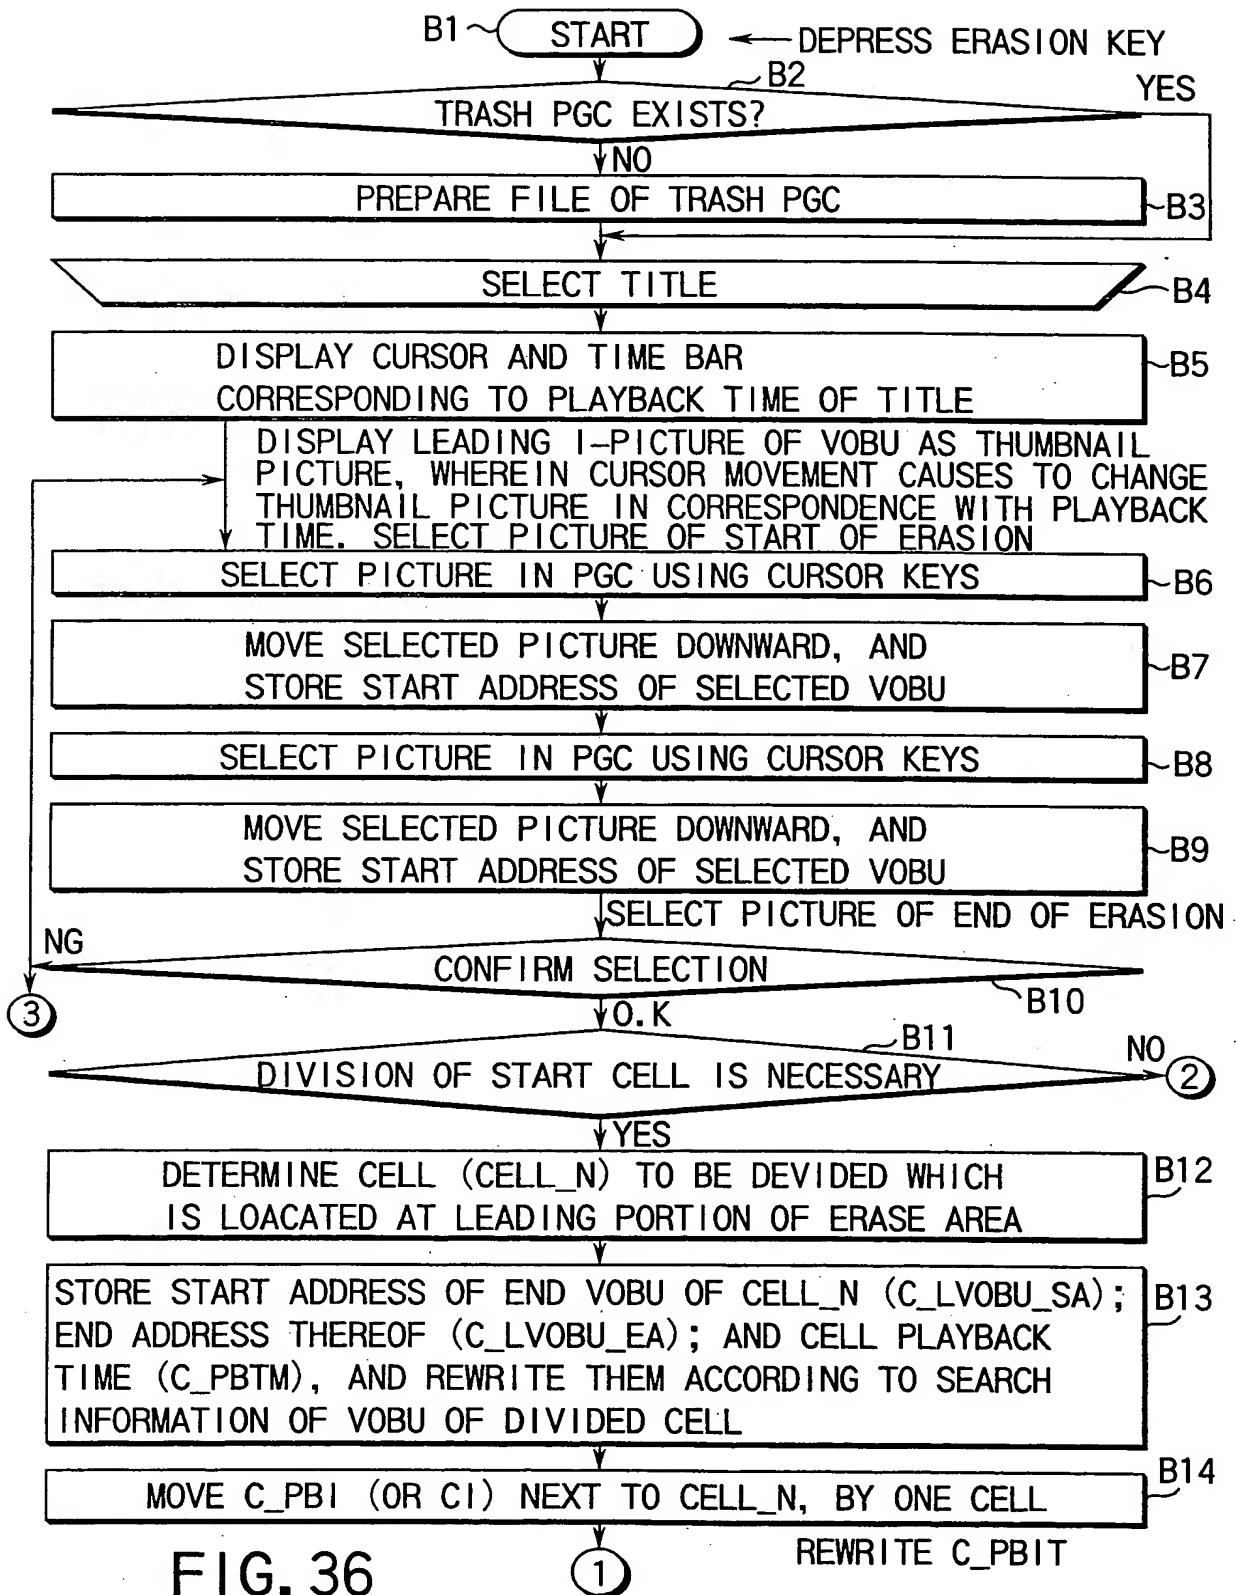 B1 START ← DEPRESS ERASION KEY
B2
TRASH PGC EXISTS? YES
NO
PREPARE FILE OF TRASH PGC B3
SELECT TITLE B4
DISPLAY CURSOR AND TIME BAR
CORRESPONDING TO PLAYBACK TIME OF TITLE B5
DISPLAY LEADING I-PICTURE OF VOBU AS THUMBNAIL
PICTURE, WHEREIN CURSOR MOVEMENT CAUSES TO CHANGE
THUMBNAIL PICTURE IN CORRESPONDENCE WITH PLAYBACK
TIME. SELECT PICTURE OF START OF ERASION
SELECT PICTURE IN PGC USING CURSOR KEYS B6
MOVE SELECTED PICTURE DOWNWARD, AND
STORE START ADDRESS OF SELECTED VOBU B7
SELECT PICTURE IN PGC USING CURSOR KEYS B8
MOVE SELECTED PICTURE DOWNWARD, AND
STORE START ADDRESS OF SELECTED VOBU B9
SELECT PICTURE OF END OF ERASION
NG
CONFIRM SELECTION
B10
3
O.K
B11
DIVISION OF START CELL IS NECESSARY NO 2
YES
DETERMINE CELL (CELL_N) TO BE DEVIDED WHICH B12
IS LOACATED AT LEADING PORTION OF ERASE AREA
STORE START ADDRESS OF END VOBU OF CELL_N (C_LVOBU_SA); B13
END ADDRESS THEREOF (C_LVOBU_EA); AND CELL PLAYBACK
TIME (C_PBTM), AND REWRITE THEM ACCORDING TO SEARCH
INFORMATION OF VOBU OF DIVIDED CELL
B14
MOVE C_PBI (OR CI) NEXT TO CELL_N, BY ONE CELL
REWRITE C_PBIT
FIG. 36 1